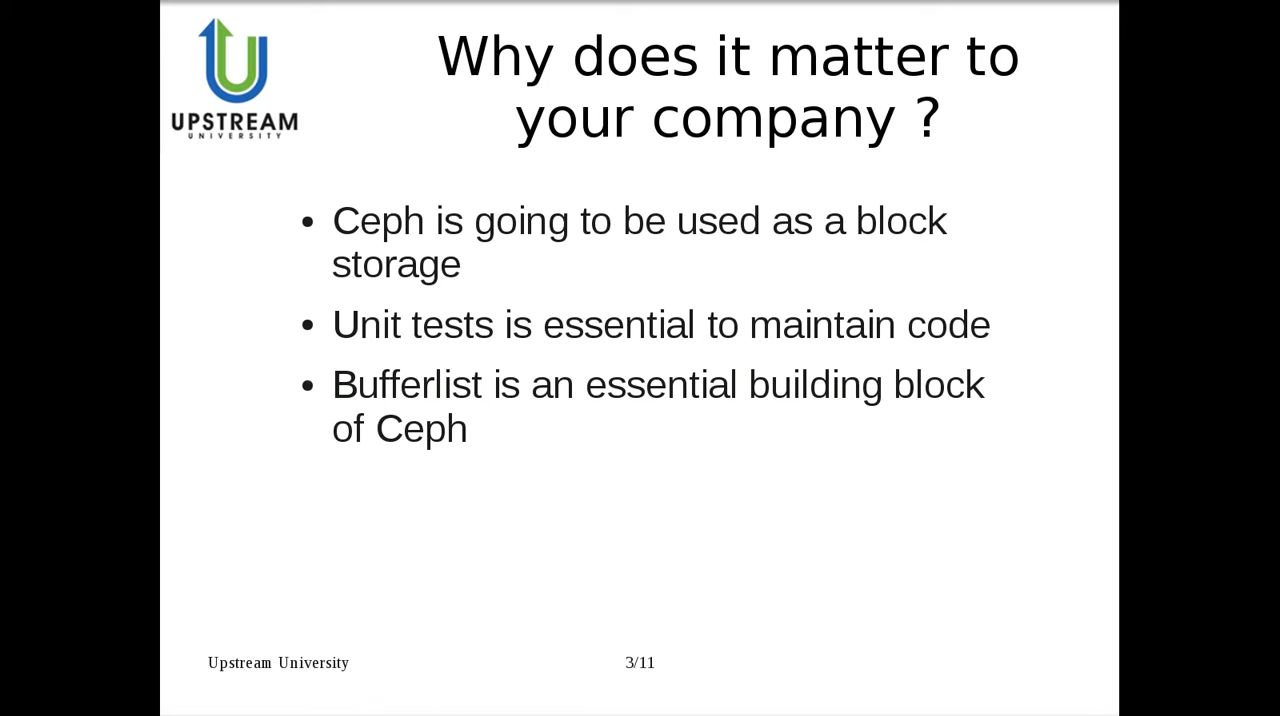 UPSTREAM
UNIVERSITY
Why does it matter to
your company ?
• Ceph is going to be used as a block
storage
• Unit tests is essential to maintain code
• Bufferlist is an essential building block
of Ceph
Upstream University
3/11